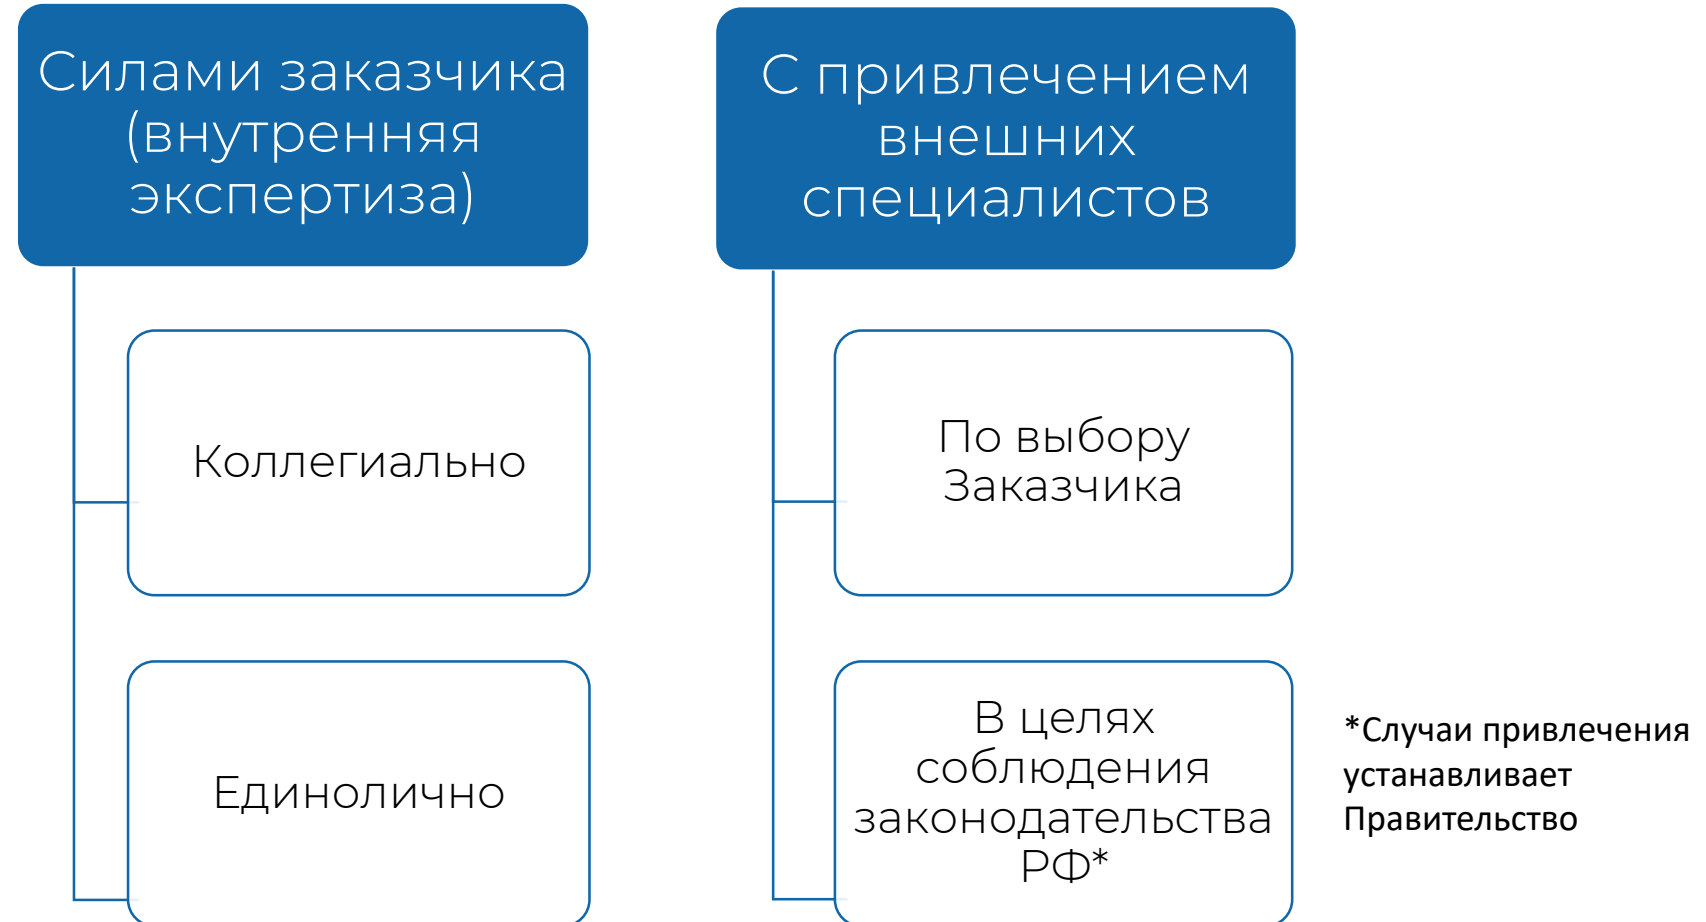 Силами заказчика
(внутренняя
экспертиза)
Коллегиально
Единолично
С привлечением
внешних
специалистов
По выбору
Заказчика
В целях
соблюдения
законодательства
РФ*
*Случаи привлечения
устанавливает
Правительство